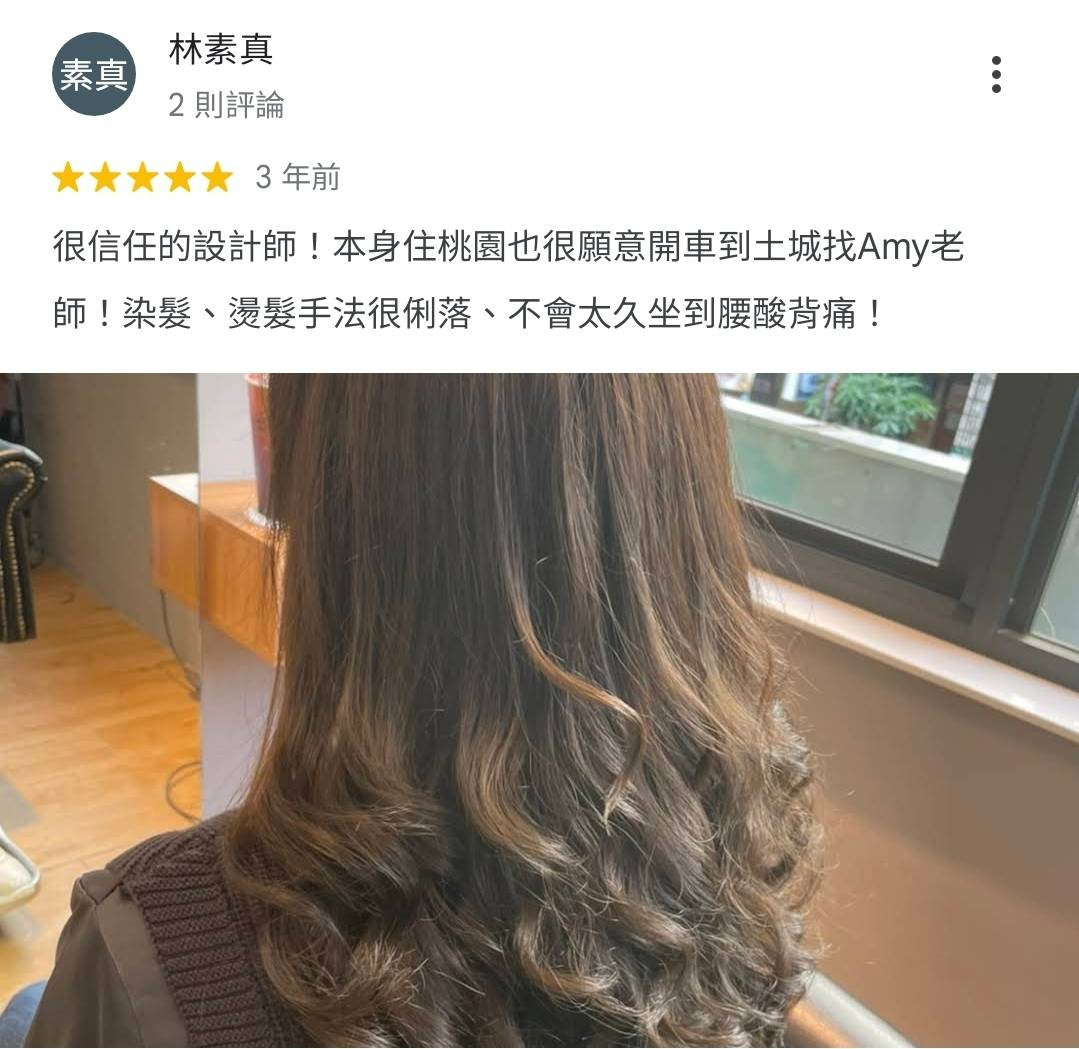 素真
林素真
2 則評論
3 年前
很信任的設計師！本身住桃園也很願意開車到土城找Amy老
師！染髮、燙髮手法很俐落、不會太久坐到腰酸背痛！